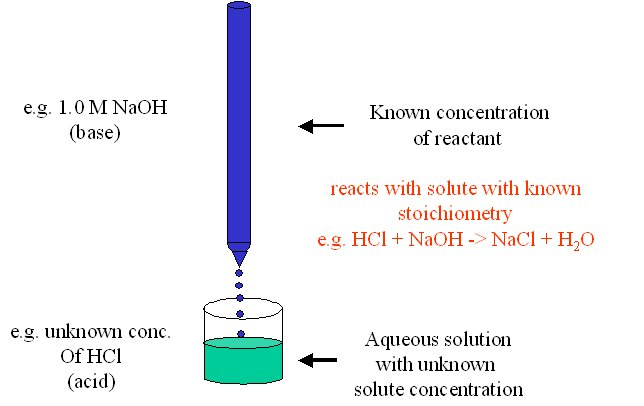 e.g. 1.0 M NaOH
(base)
Known concentration
of reactant
reacts with solute with known
stoichiometry
e.g. HCl + NaOH -> NaCl + H₂O
e.g. unknown conc.
Of HCl
(acid)
Aqueous solution
with unknown
solute concentration